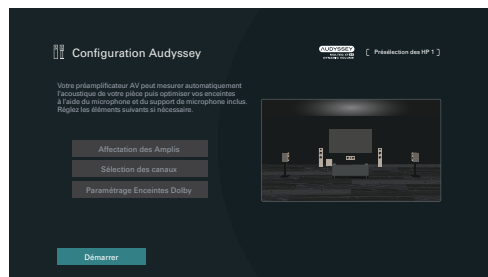 Configuration Audyssey
AUDYSSEY
[ Présélection des HP 1 ]
Votre préamplificateur AV peut mesurer automatiquement
l'acoustique de votre pièce puis optimiser vos enceintes
à l'aide du microphone et du support de microphone inclus.
Réglez les éléments suivants si nécessaire.
Affectation des Amplis
Sélection des canaux
Paramétrage Enceintes Dolby
Démarrer